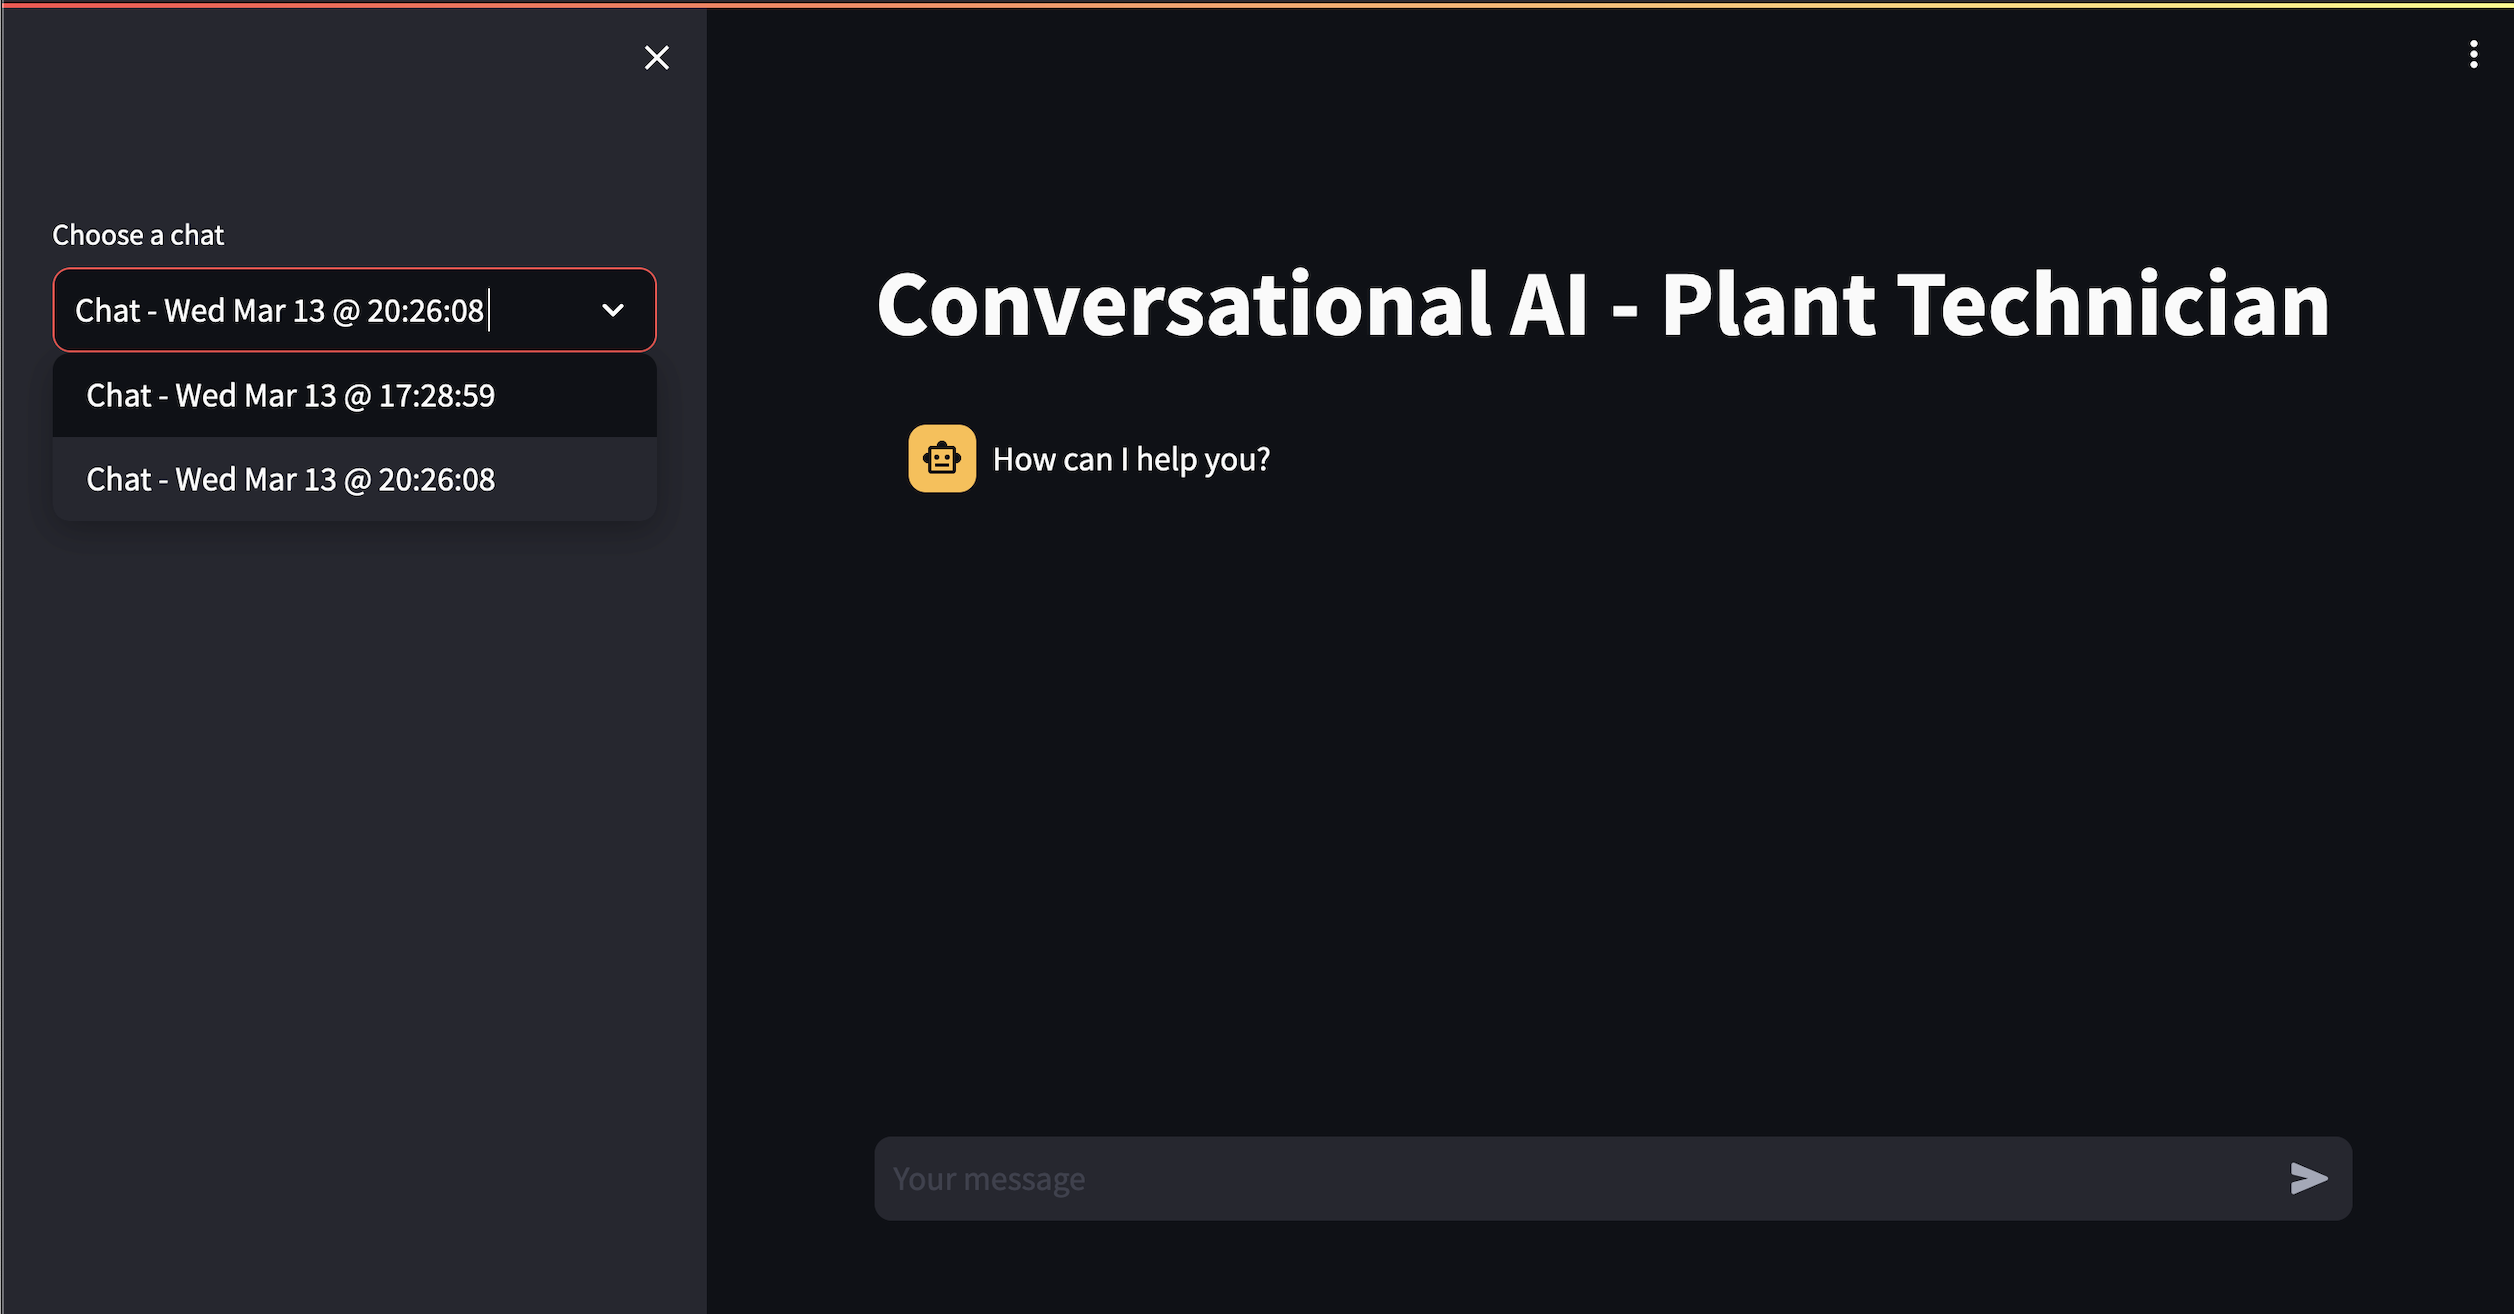 Choose a chat
Chat - Wed Mar 13 @ 20:26:08
Chat - Wed Mar 13 @ 17:28:59
Chat - Wed Mar 13 @ 20:26:08
Conversational AI - Plant Technician
How can I help you?
Your message